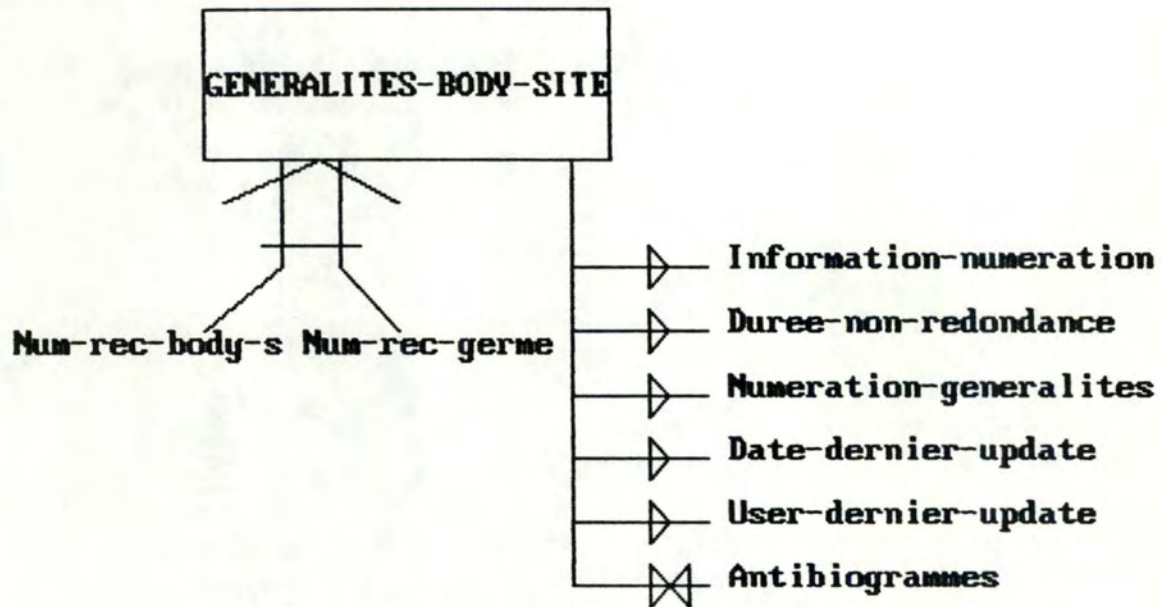 GENERALITES-BODY-SITE
Information-numeration
Duree-non-redondance
Num-rec-body-s Num-rec-germe
Numeration-generalites
Date-dernier-update
User-dernier-update
Antibiogrammes